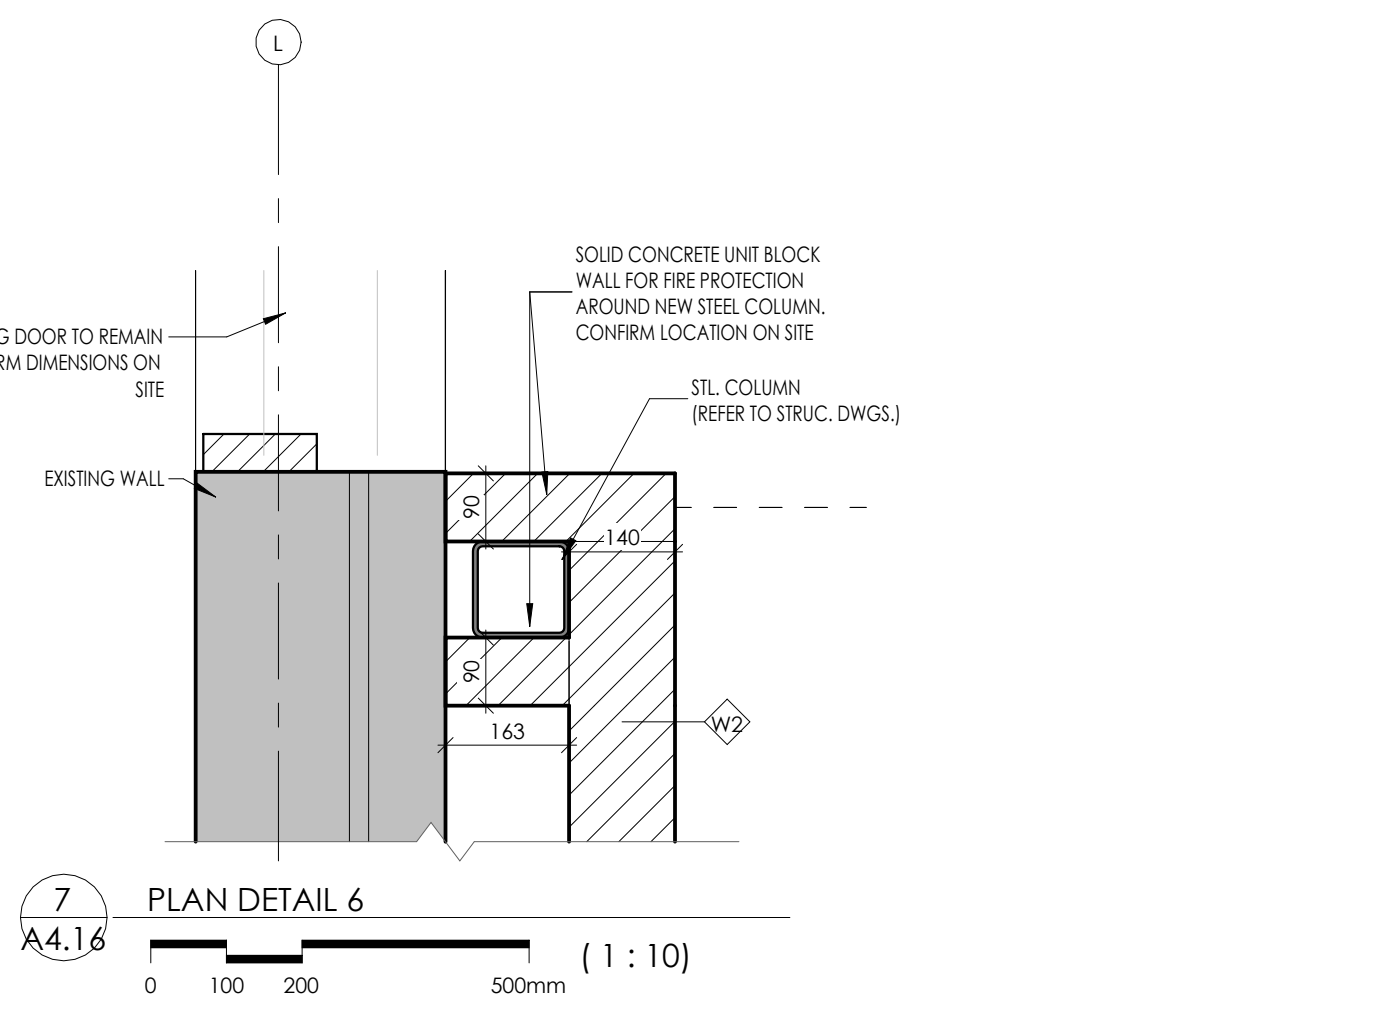 L
SOLID CONCRETE UNIT BLOCK
WALL FOR FIRE PROTECTION
AROUND NEW STEEL COLUMN.
CONFIRM LOCATION ON SITE
G DOOR TO REMAIN
RM DIMENSIONS ON
SITE
STL. COLUMN
(REFER TO STRUC. DWGS.)
EXISTING WALL
90
140
90
163
W2
7
A4.16
PLAN DETAIL 6
0 100 200 500mm
( 1 : 10)